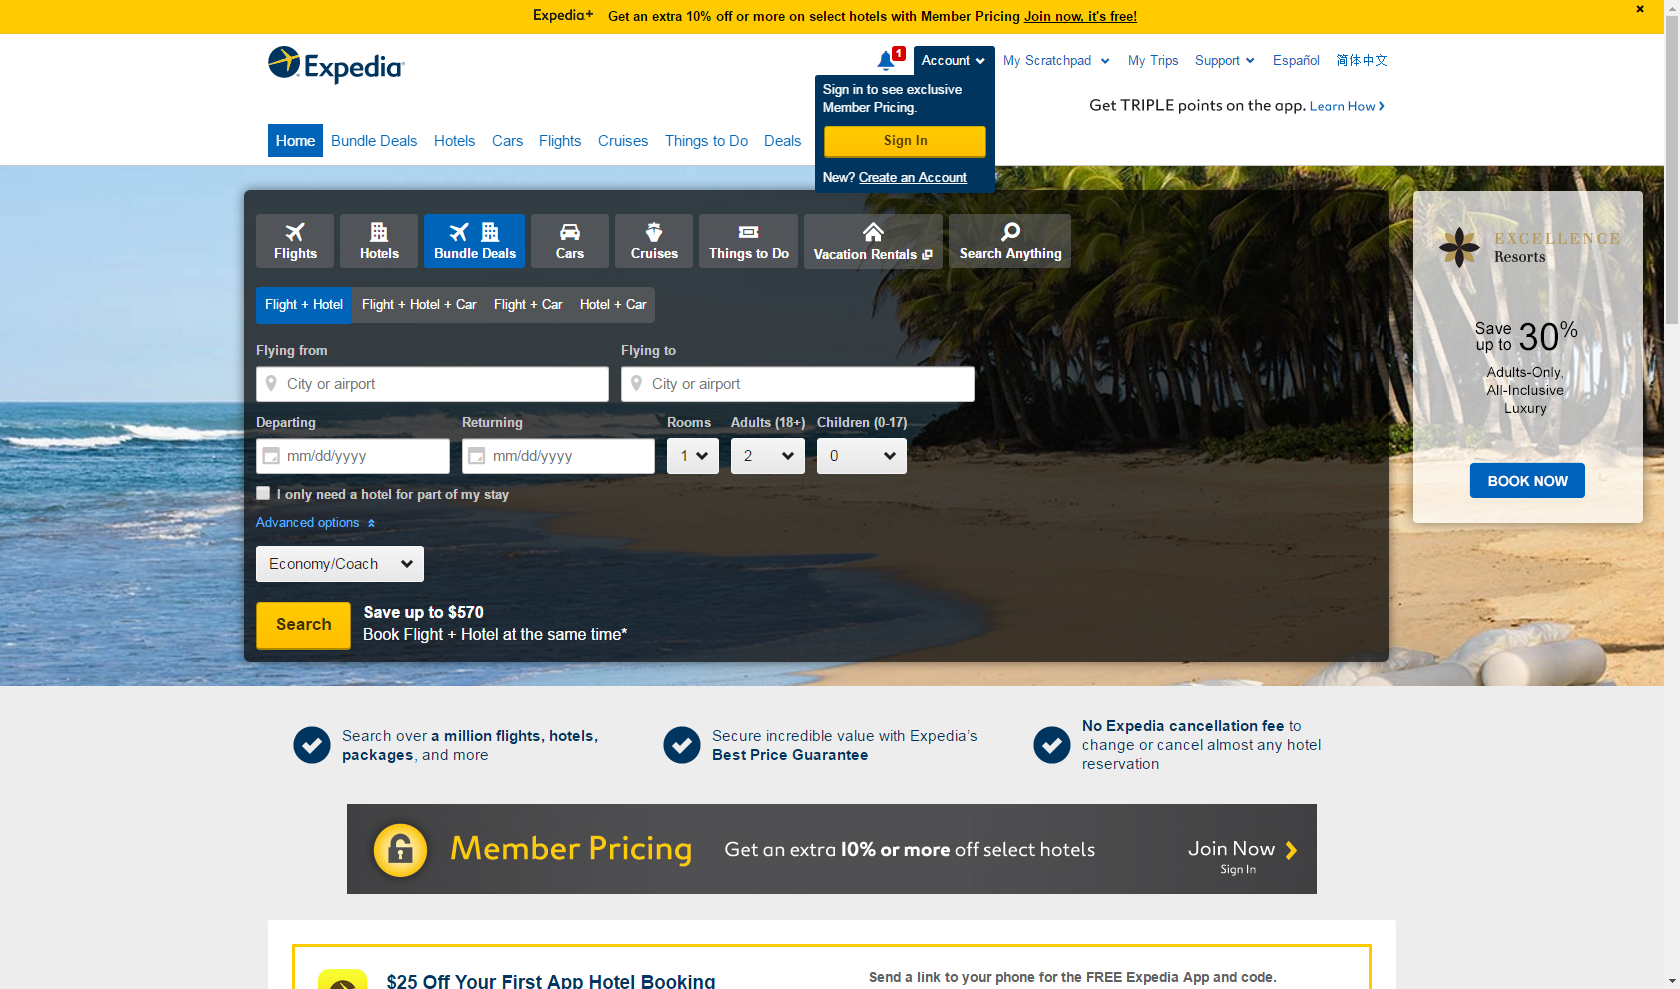 Expedia+ Get an extra 10% off or more on select hotels with Member Pricing Join now, it's free!
Expedia
1
Account
My Scratchpad
My Trips
Support
Español
简体中文
Sign in to see exclusive
Member Pricing.
Sign In
New? Create an Account
Get TRIPLE points on the app. Learn How
Home
Bundle Deals
Hotels
Cars
Flights
Cruises
Things to Do
Deals
Flights
Hotels
Bundle Deals
Cars
Cruises
Things to Do
Vacation Rentals
Search Anything
Flight + Hotel
Flight + Hotel + Car
Flight + Car
Hotel + Car
Flying from
Flying to
City or airport
City or airport
Departing
Returning
Rooms
Adults (18+)
Children (0-17)
mm/dd/yyyy
mm/dd/yyyy
1
2
0
I only need a hotel for part of my stay
Advanced options
Economy/Coach
Search
Save up to $570
Book Flight + Hotel at the same time*
EXCELLENCE
Resorts
Save
up to 30%
Adults-Only,
All-Inclusive
Luxury
BOOK NOW
Search over a million flights, hotels,
packages, and more
Secure incredible value with Expedia's
Best Price Guarantee
No Expedia cancellation fee to
change or cancel almost any hotel
reservation
Member Pricing
Get an extra 10% or more off select hotels
Join Now
Sign In
$25 Off Your First App Hotel Booking
Send a link to your phone for the FREE Expedia App and code.